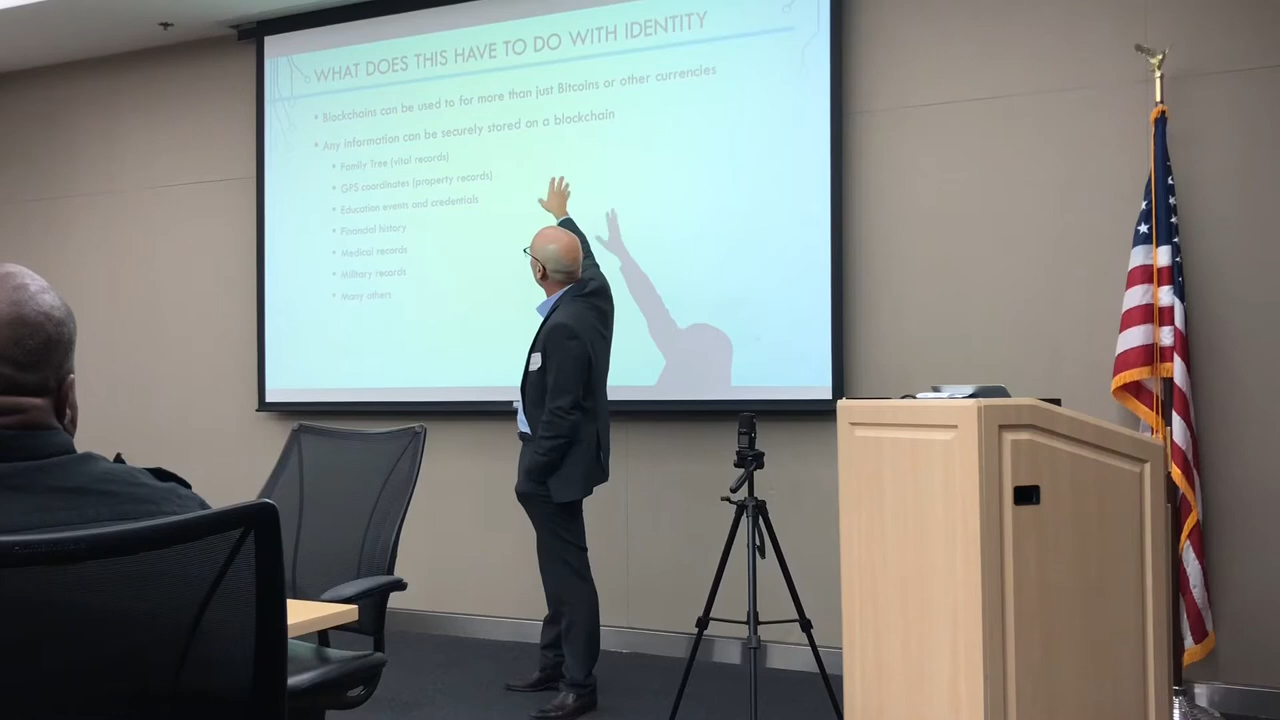 WHAT DOES THIS HAVE TO DO WITH IDENTITY
▪ Blockchains can be used to for more than just Bitcoins or other currencies
▪ Any information can be securely stored on a blockchain
▪ Family Tree (vital records)
▪ GPS coordinates (property records)
▪ Education events and credentials
▪ Financial history
▪ Medical records
▪ Military records
▪ Many others